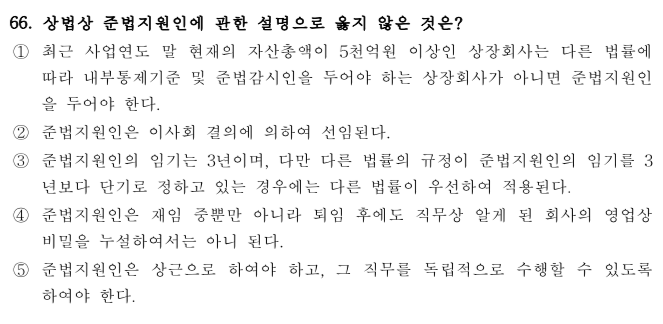 66. 상법상 준법지원인에 관한 설명으로 옳지 않은 것은?
① 최근 사업연도 말 현재의 자산총액이 5천억원 이상인 상장회사는 다른 법률에
따라 내부통제기준 및 준법감시인을 두어야 하는 상장회사가 아니면 준법지원인
을 두어야 한다.
② 준법지원인은 이사회 결의에 의하여 선임된다.
③ 준법지원인의 임기는 3년이며, 다만 다른 법률의 규정이 준법지원인의 임기를 3
년보다 단기로 정하고 있는 경우에는 다른 법률이 우선하여 적용된다.
④ 준법지원인은 재임 중뿐만 아니라 퇴임 후에도 직무상 알게 된 회사의 영업상
비밀을 누설하여서는 아니 된다.
⑤ 준법지원인은 상근으로 하여야 하고, 그 직무를 독립적으로 수행할 수 있도록
하여야 한다.